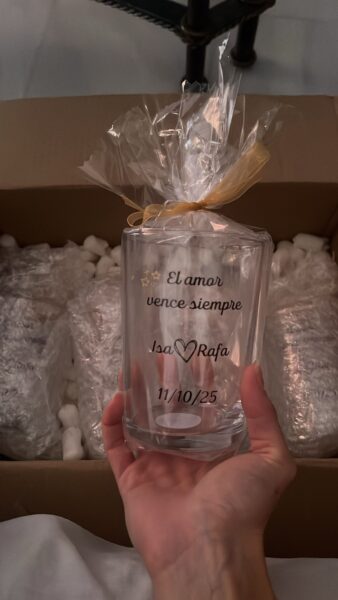 El amor
vence siempre
Isa Rafa
11/10/25